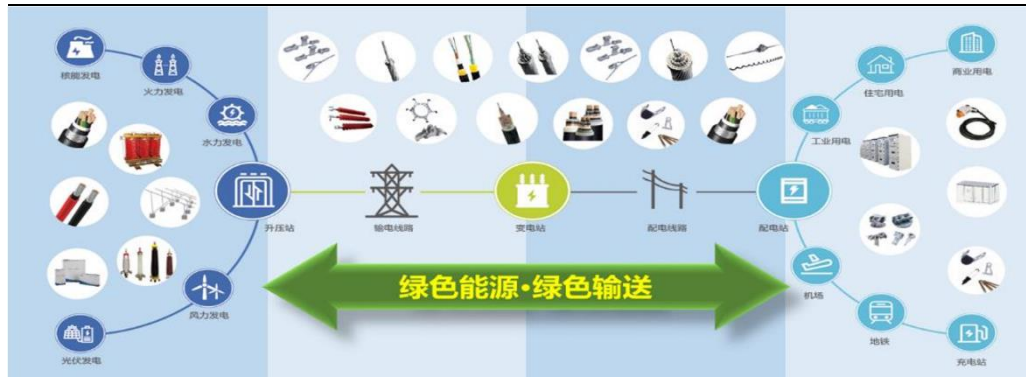 核能发电
火力发电
水力发电
升压站
风力发电
光伏发电
输电线路
变电站
配电线路
配电站
绿色能源·绿色输送
商业用电
住宅用电
工业用电
机场
地铁
充电站